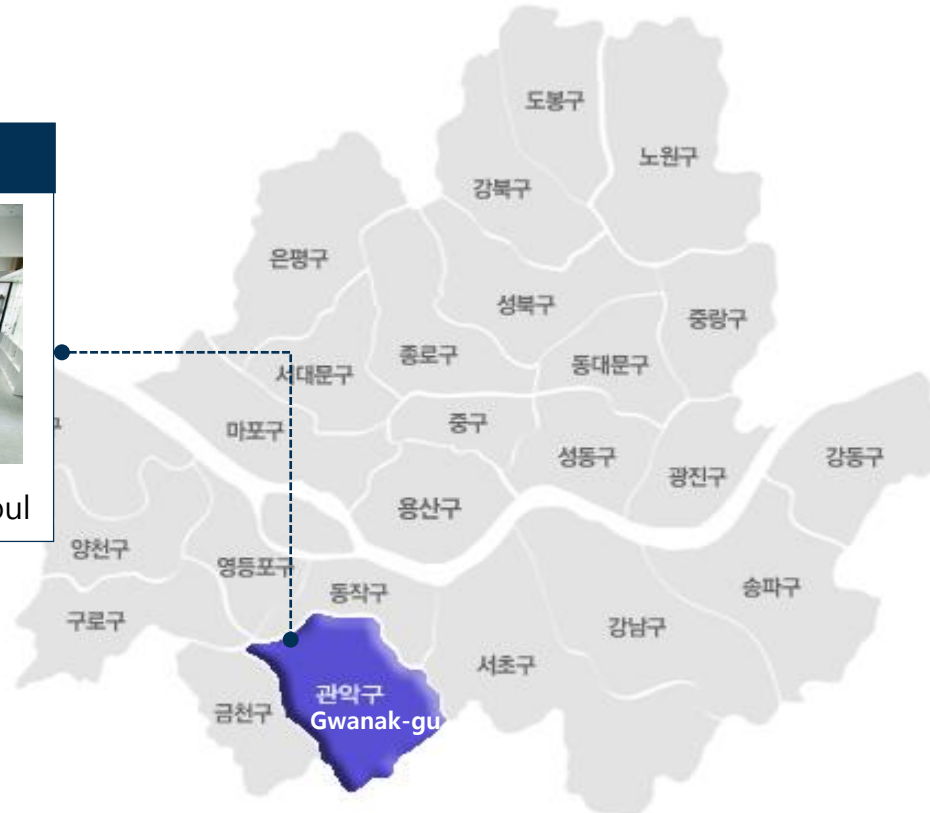 도봉구
노원구
강북구
은평구
성북구
중랑구
종로구
동대문구
서대문구
중구
마포구
성동구
강동구
광진구
용산구
양천구
영등포구
동작구
송파구
구로구
강남구
서초구
관악구
Gwanak-gu
금천구